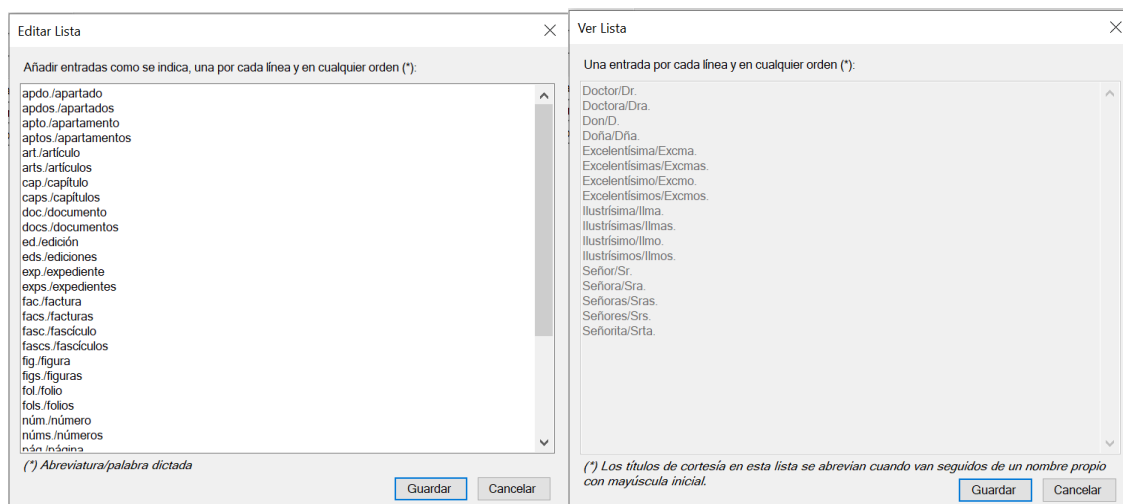 Editar Lista
Añadir entradas como se indica, una por cada línea y en cualquier orden (*):
apdo./apartado
apdos./apartados
apto./apartamento
aptos./apartamentos
art./artículo
arts./artículos
cap./capítulo
caps./capítulos
doc./documento
docs./documentos
ed./edición
eds./ediciones
exp./expediente
exps./expedientes
fac./factura
facs./facturas
fasc./fascículo
fascs./fascículos
fig./figura
figs./figuras
fol./folio
fols./folios
núm./número
núms./números
pág./página
(*) Abreviatura/palabra dictada
Guardar Cancelar
Ver Lista
Una entrada por cada línea y en cualquier orden (*):
Doctor/Dr.
Doctora/Dra.
Don/D.
Doña/Dña.
Excelentísima/Excma.
Excelentísimas/Excmas.
Excelentísimo/Excmo.
Excelentísimos/Excmos.
Ilustrísima/Ilma.
Ilustrísimas/Ilmas.
Ilustrísimo/Ilmo.
Ilustrísimos/Ilmos.
Señor/Sr.
Señora/Sra.
Señoras/Sras.
Señores/Srs.
Señorita/Srta.
(*) Los títulos de cortesía en esta lista se abrevian cuando van seguidos de un nombre propio
con mayúscula inicial.
Guardar Cancelar